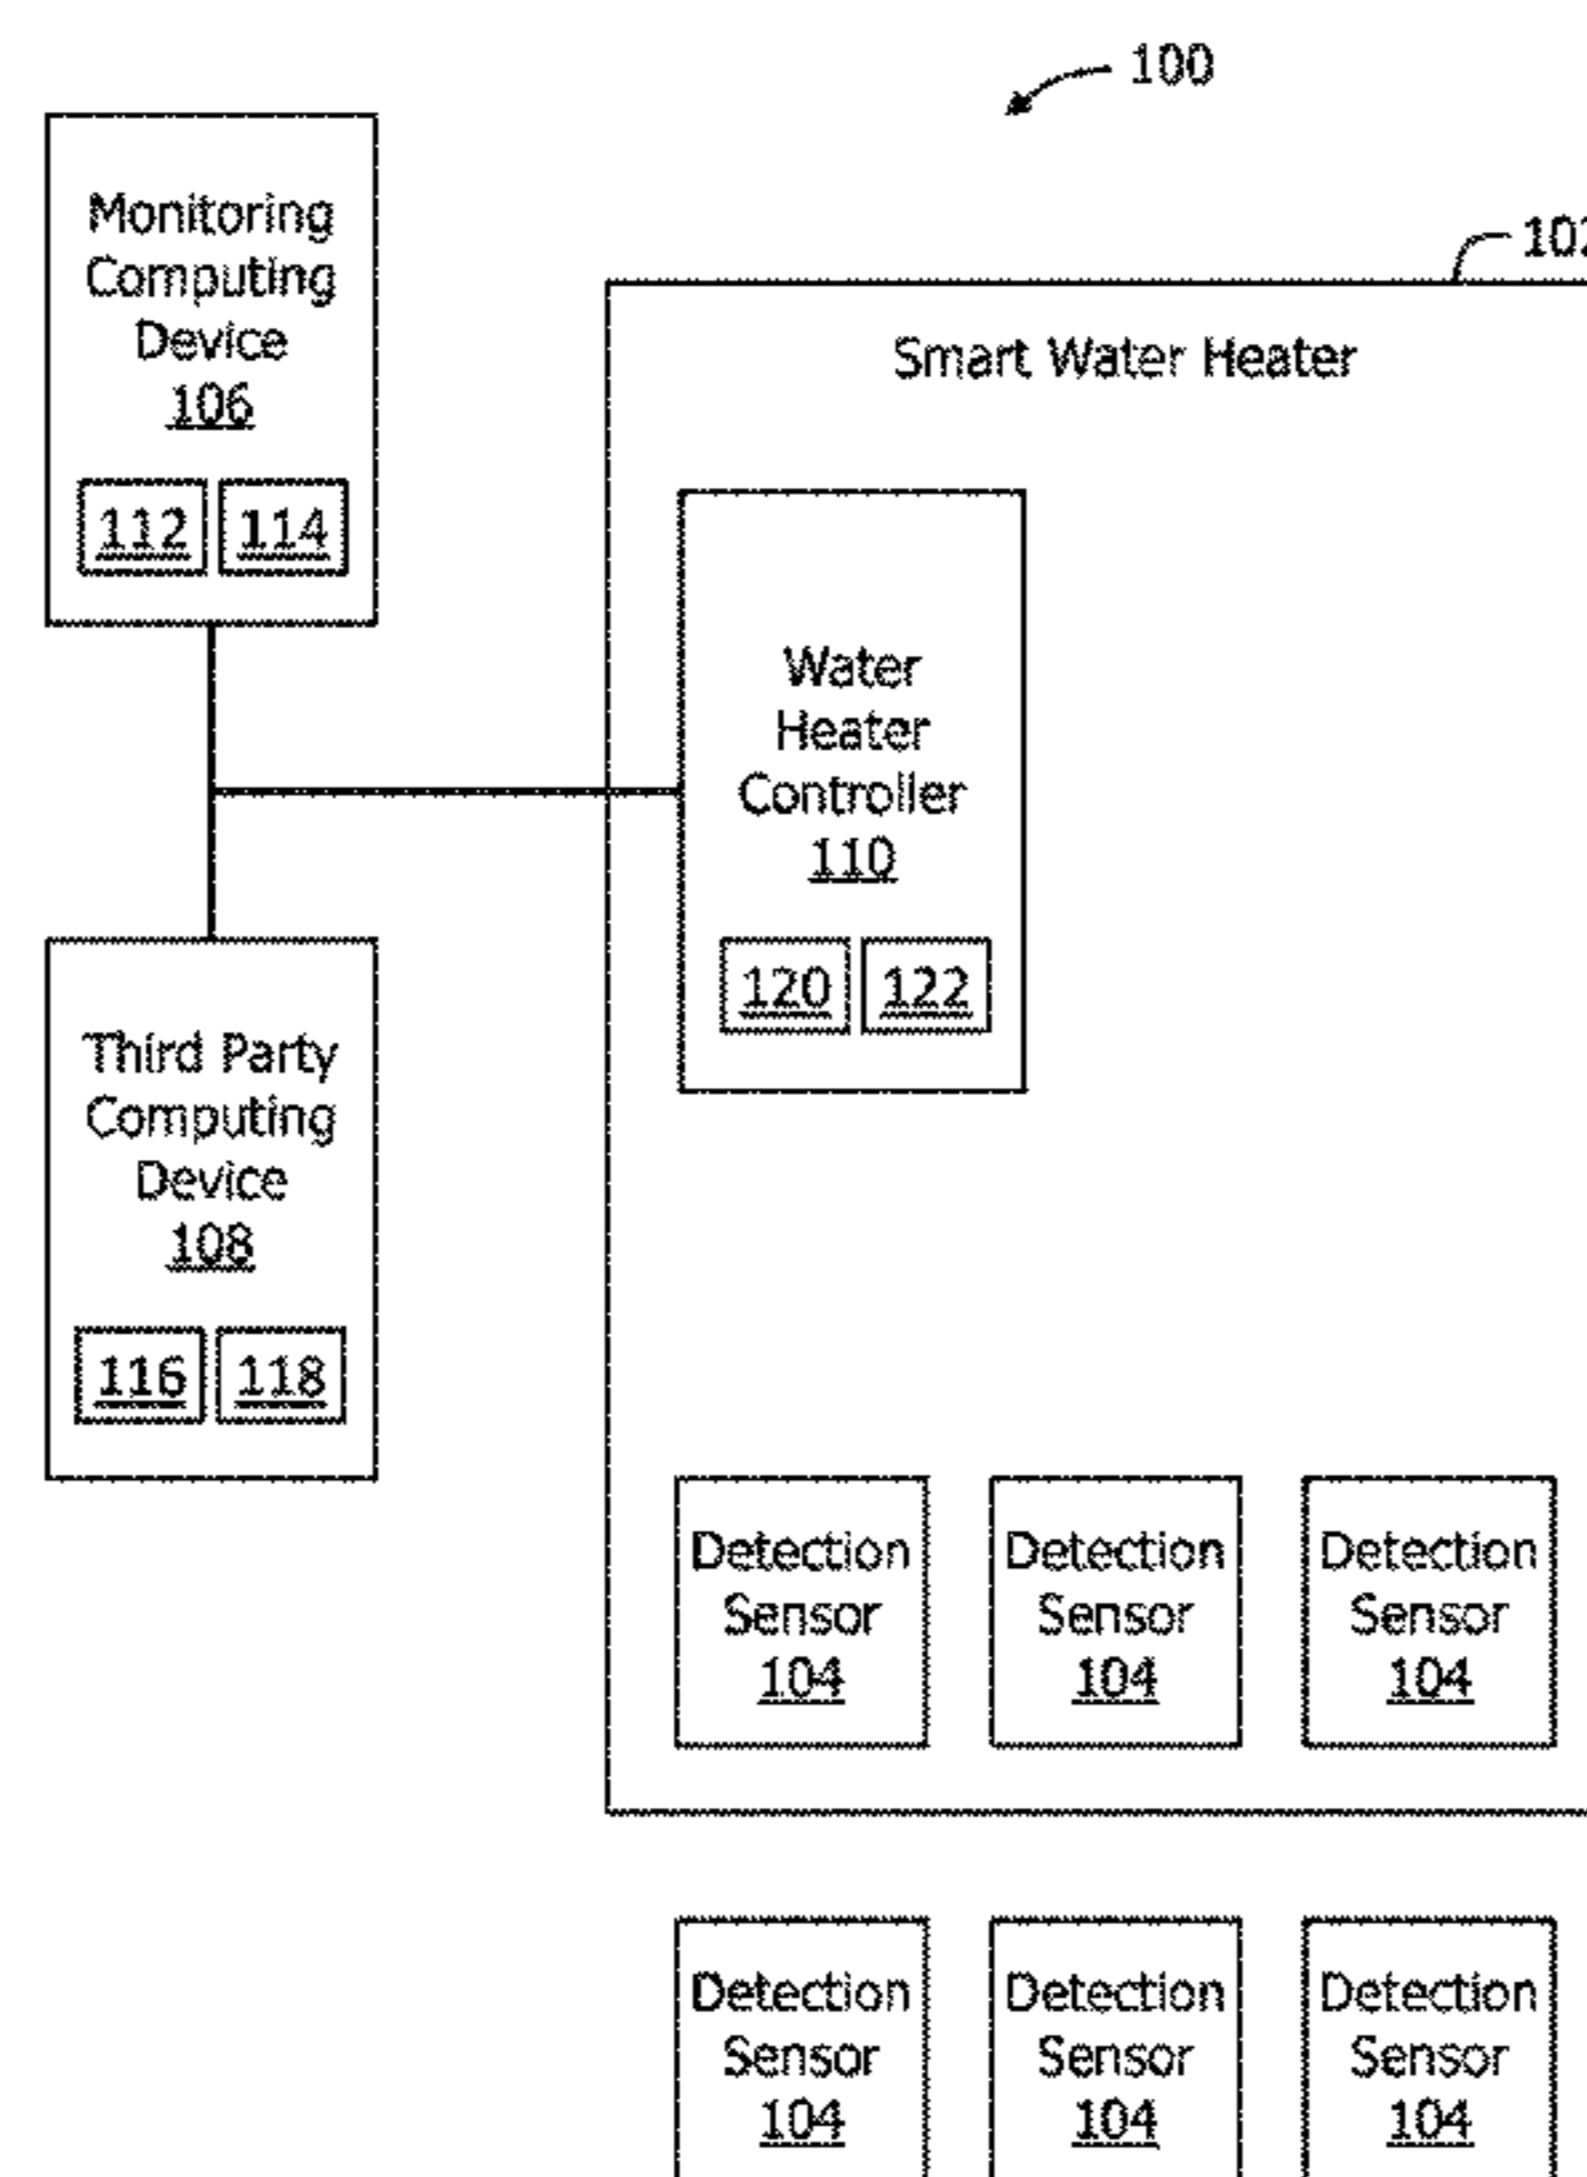 100
Monitoring
Computing
Device
106
112 114
102
Smart Water Heater
Water
Heater
Controller
110
120 122
Third Party
Computing
Device
108
116 118
Detection
Sensor
104
Detection
Sensor
104
Detection
Sensor
104
Detection
Sensor
104
Detection
Sensor
104
Detection
Sensor
104